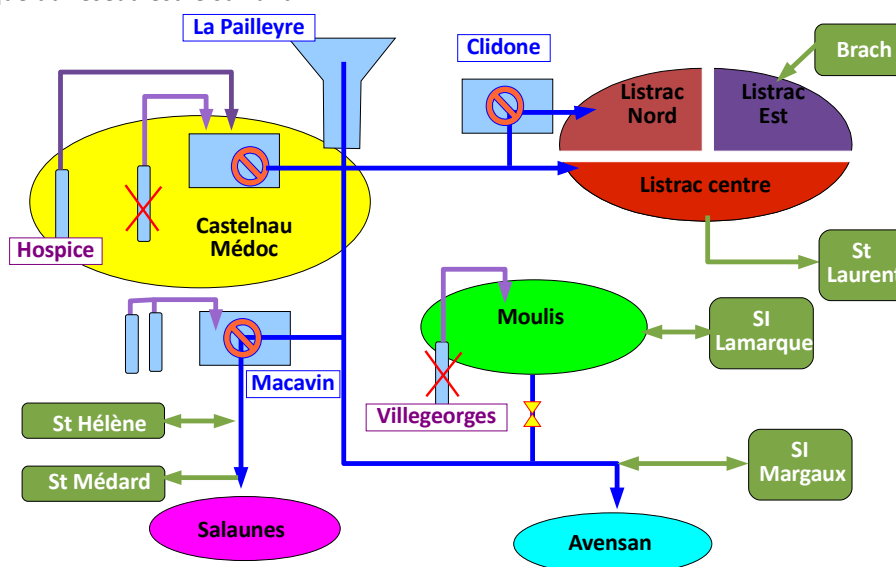 La Pailleyre
Clidone
Brach
Listrac
Nord
Listrac
Est
Listrac centre
Castelnau
Médoc
Hospice
St
Laurent
Moulis
SI
Lamarque
Macavin
Villegeorges
St Hélène
SI
Margaux
St Médard
Salaunes
Avensan